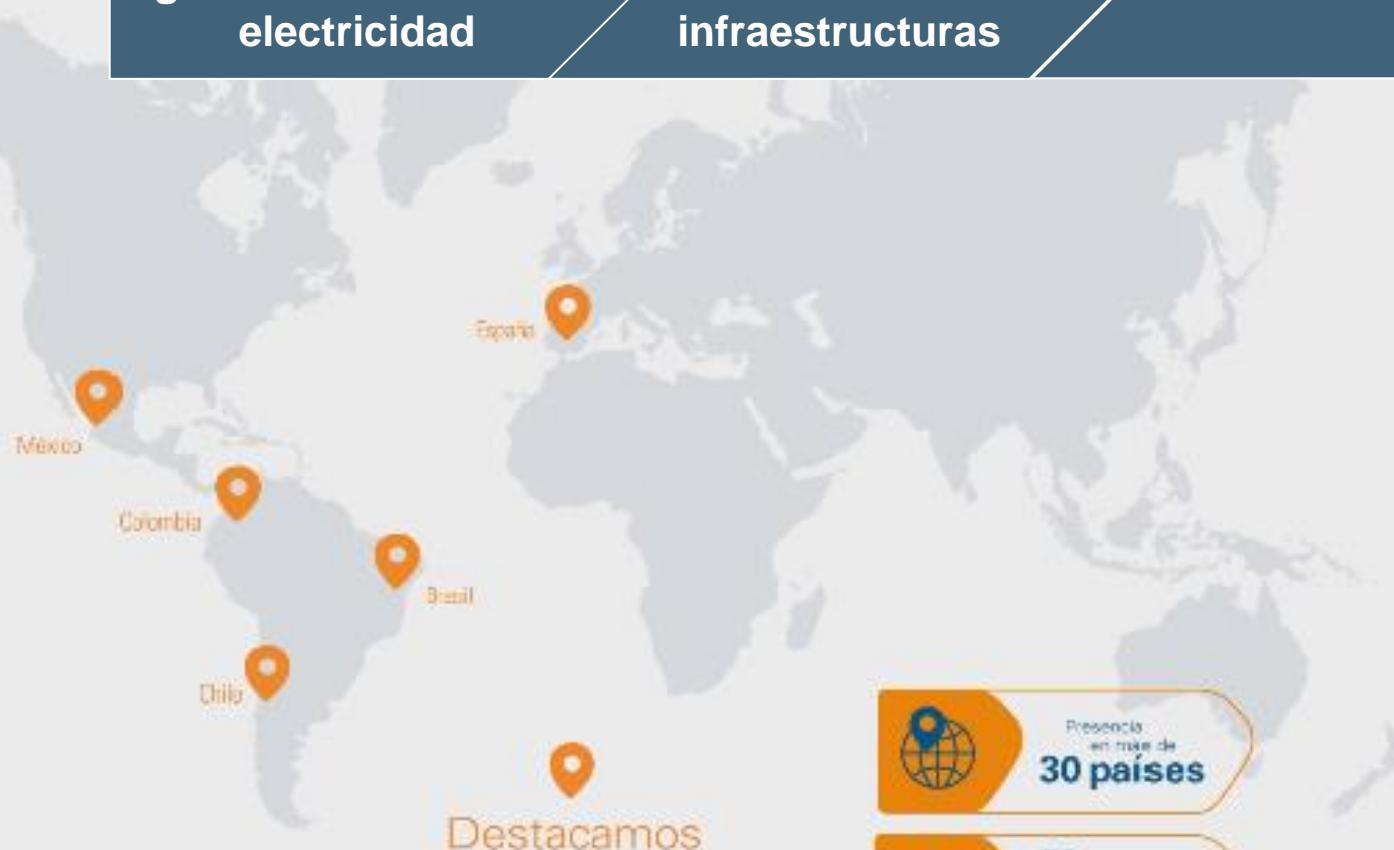 electricidad
infraestructuras
España
México
Colombia
Brasil
Chile
Presencia
en más de
30 países
Destacamos